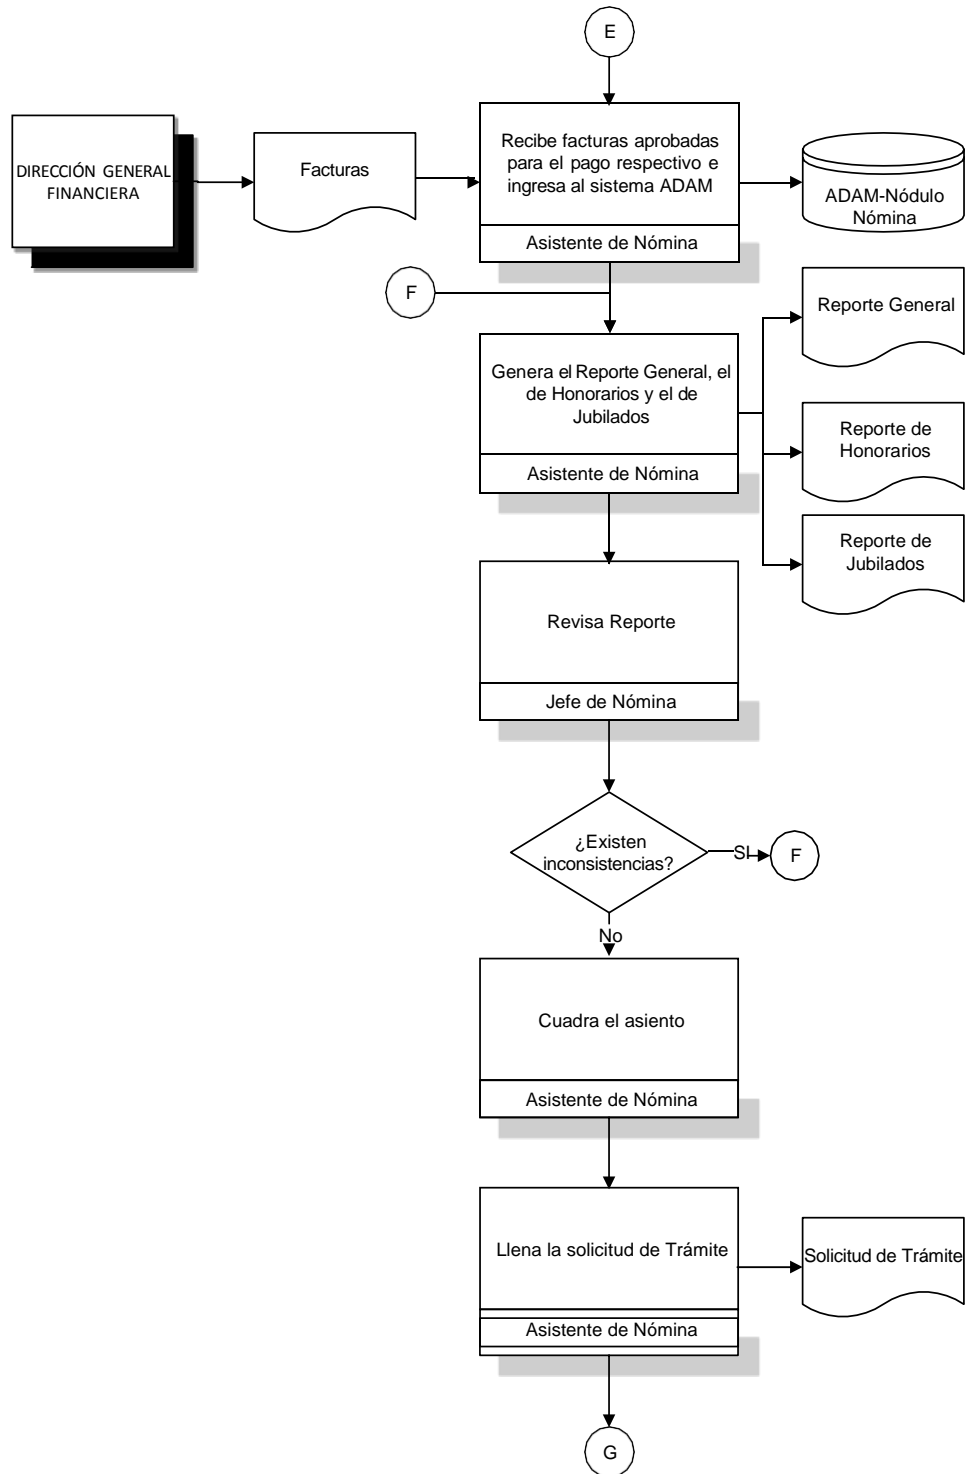 E
DIRECCIÓN GENERAL
FINANCIERA
Facturas
Recibe facturas aprobadas
para el pago respectivo e
ingresa al sistema ADAM
Asistente de Nómina
ADAM-Nódulo
Nómina
F
Genera el Reporte General, el
de Honorarios y el de
Jubilados
Asistente de Nómina
Reporte General
Reporte de
Honorarios
Reporte de
Jubilados
Revisa Reporte
Jefe de Nómina
¿Existen
inconsistencias?
SI
F
No
Cuadra el asiento
Asistente de Nómina
Llena la solicitud de Trámite
Asistente de Nómina
Solicitud de Trámite
G